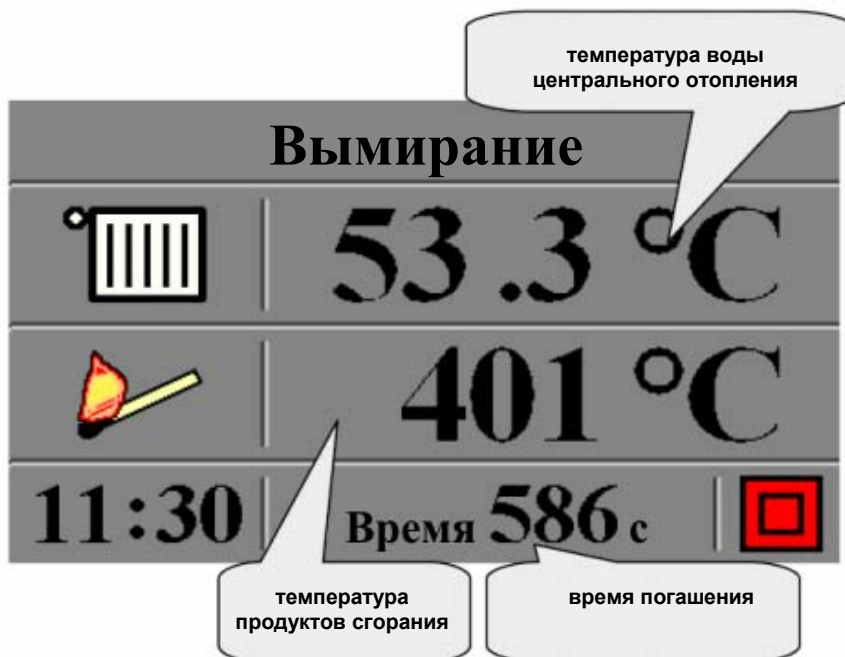 температура воды
центрального отопления
Вымирание
53 .3 °C
401 °C
11:30 Время 586 с
температура
продуктов сгорания
время погашения